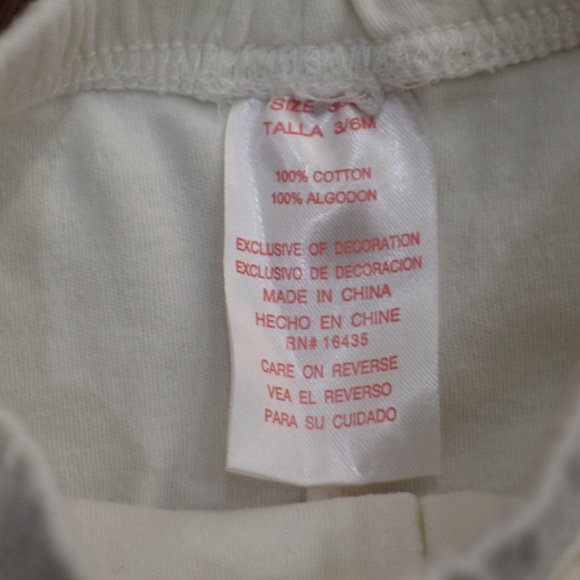 SIZE
TALLA 3/6M
100% COTTON
100% ALGODON
EXCLUSIVE OF DECORATION
EXCLUSIVO DE DECORACION
MADE IN CHINA
HECHO EN CHINE
RN# 16435
CARE ON REVERSE
VEA EL REVERSO
PARA SU CUIDADO